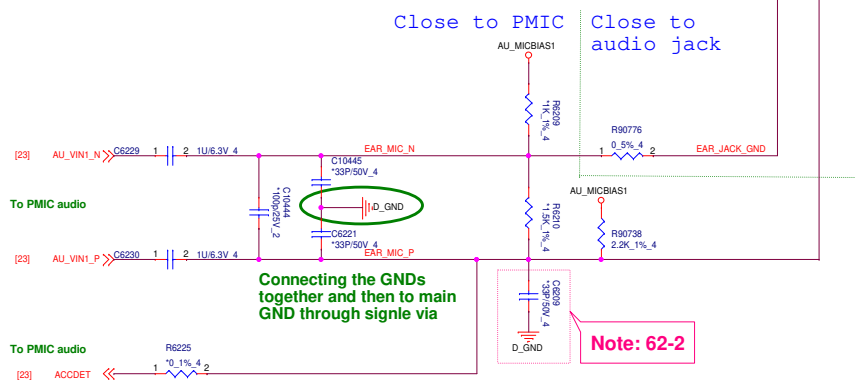 Close to PMIC
Close to
audio jack
AU_MICBIAS1
R6209
*1K_1%_4
R90776
0_5%_4
[23] AU_VIN1_N C6229 1 2 1U/6.3V_4
EAR_MIC_N
1 2 EAR_JACK_GND
C10445
*33P/50V_4
C10444
*100p/25V_2
To PMIC audio
D_GND
AU_MICBIAS1
R6210
*1.5K_1%_4
C6221
*33P/50V_4
R90738
2.2K_1%_4
[23] AU_VIN1_P C6230 1 2 1U/6.3V_4
EAR_MIC_P
Connecting the GNDs
together and then to main
GND through signle via
C6209
*33P/50V_4
D_GND
Note: 62-2
To PMIC audio
R6225
*0_1%_4
[23] ACCDET 1 2